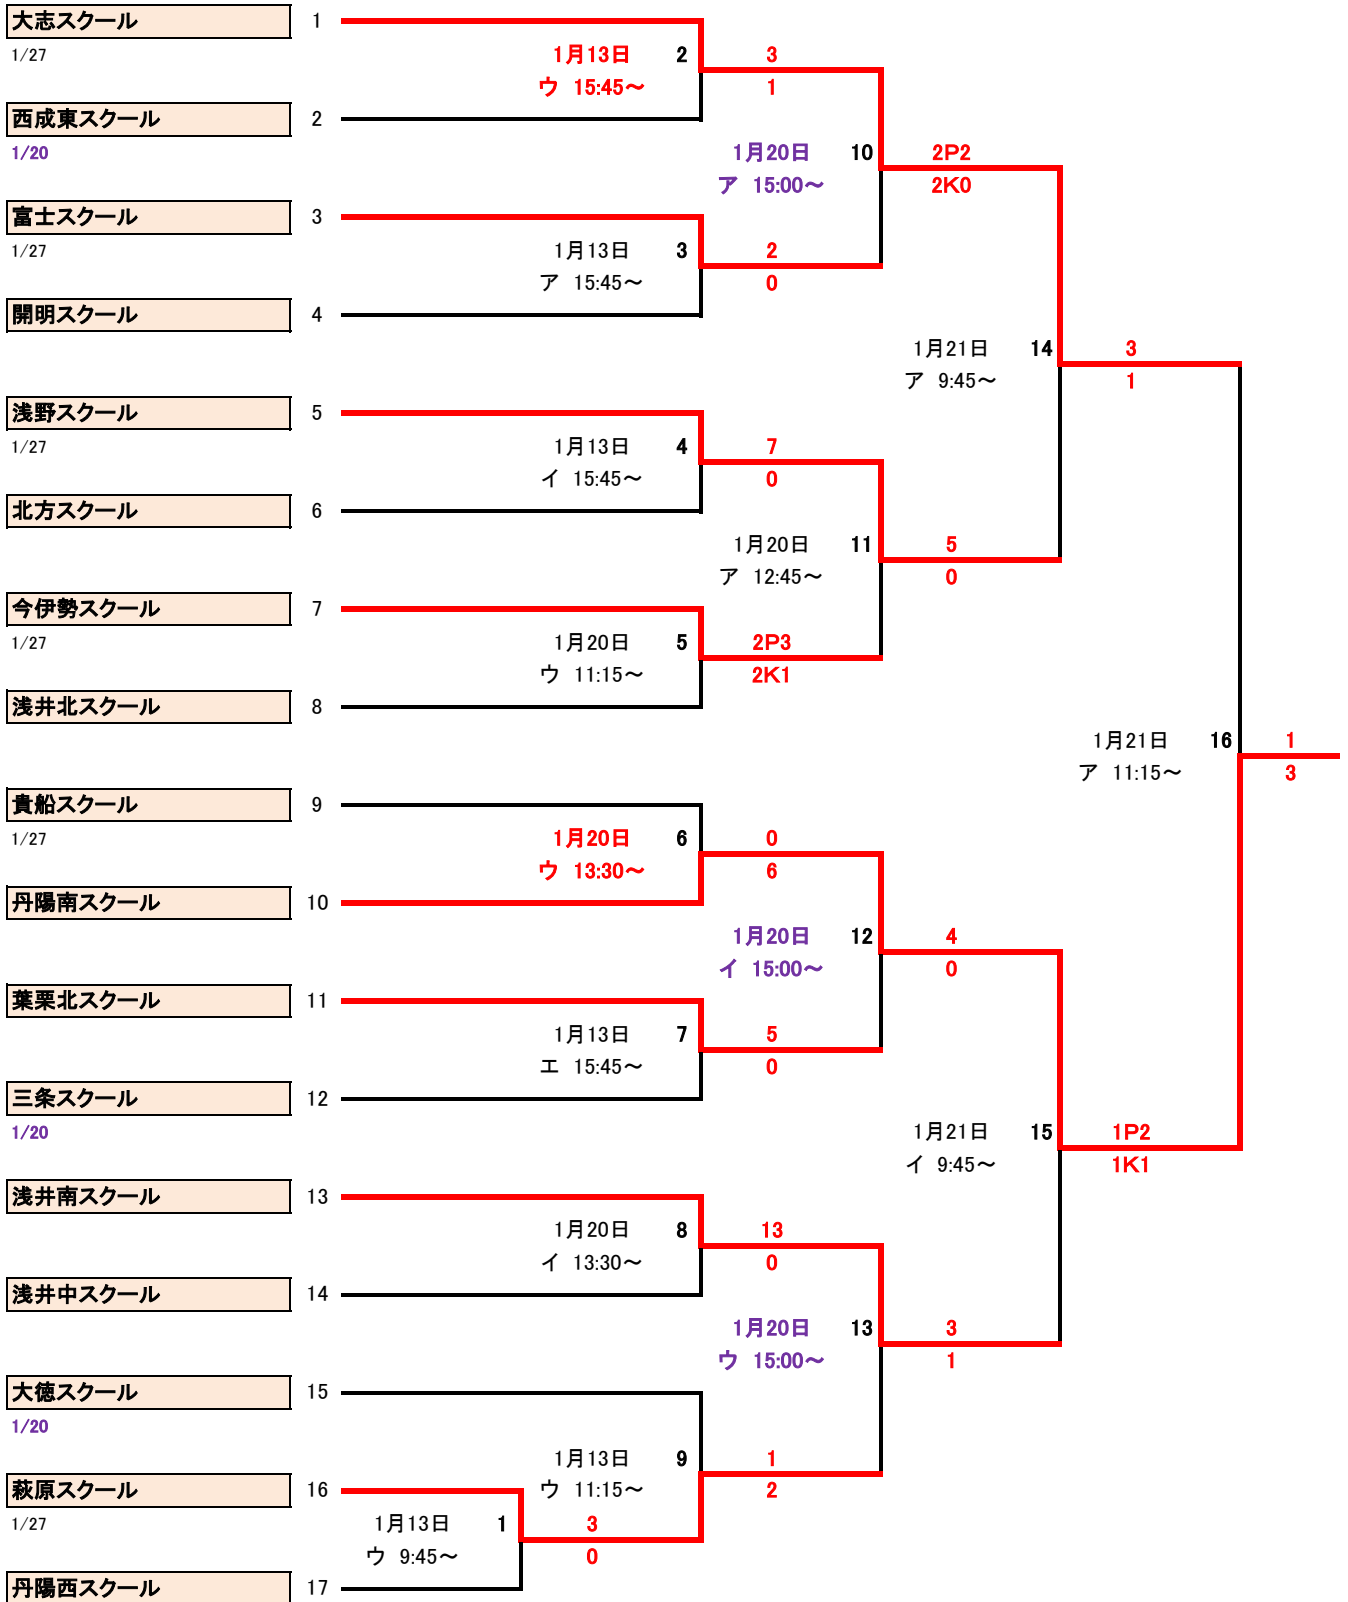 大志スクール 1
1/27 1月13日 2 3
ウ 15:45～ 1
西成東スクール 2
1/20 1月20日 10 2P2
ア 15:00～ 2K0
富士スクール 3
1/27 1月13日 3 2
ア 15:45～ 0
開明スクール 4
1月21日 14 3
ア 9:45～ 1
浅野スクール 5
1/27 1月13日 4 7
イ 15:45～ 0
北方スクール 6
1月20日 11 5
ア 12:45～ 0
今伊勢スクール 7
1/27 1月20日 5 2P3
ウ 11:15～ 2K1
浅井北スクール 8
1月21日 16 1
ア 11:15～ 3
貴船スクール 9
1/27 1月20日 6 0
ウ 13:30～ 6
丹陽南スクール 10
1月20日 12 4
イ 15:00～ 0
葉栗北スクール 11
1月13日 7 5
エ 15:45～ 0
三条スクール 12
1/20 1月21日 15 1P2
イ 9:45～ 1K1
浅井南スクール 13
1月20日 8 13
イ 13:30～ 0
浅井中スクール 14
1月20日 13 3
ウ 15:00～ 1
大徳スクール 15
1/20
1月13日 9 1
萩原スクール 16 ウ 11:15～ 2
1/27 1月13日 1 3
ウ 9:45～ 0
丹陽西スクール 17